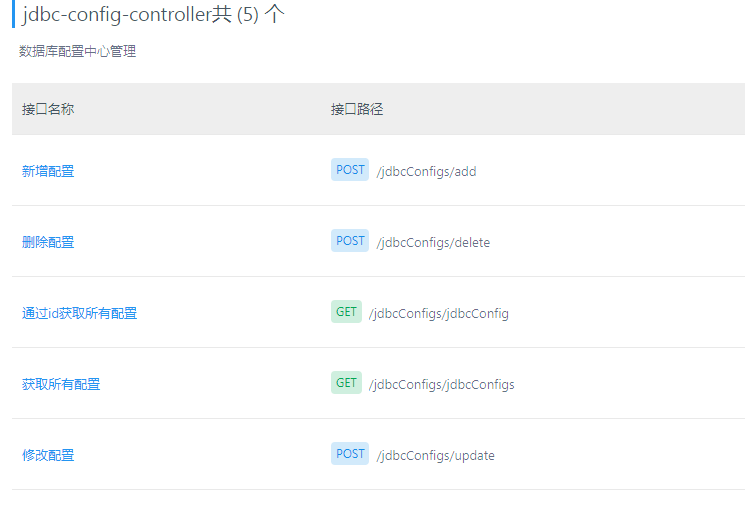 jdbc-config-controller共 (5) 个
数据库配置中心管理
接口名称 接口路径
新增配置 POST /jdbcConfigs/add
删除配置 POST /jdbcConfigs/delete
通过id获取所有配置 GET /jdbcConfigs/jdbcConfig
获取所有配置 GET /jdbcConfigs/jdbcConfigs
修改配置 POST /jdbcConfigs/update